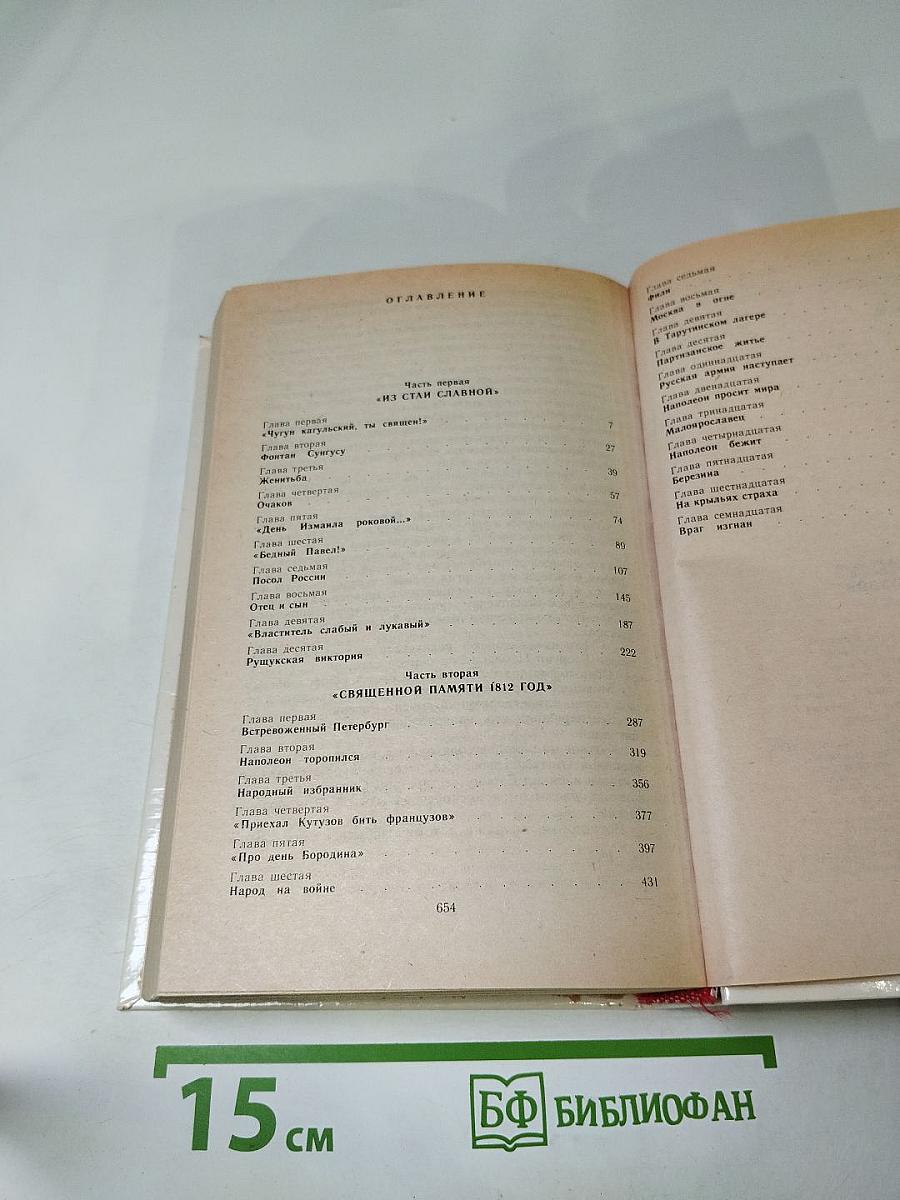 ОГЛАВЛЕНИЕ
Часть первая
«ИЗ СТАИ СЛАВНОЙ»
Глава первая
«Чугун кагульский, ты священ!» 7
Глава вторая
Фонтан Сунгусу 27
Глава третья
Женитьба 39
Глава четвертая
Очаков 57
Глава пятая
«День Измаила роковой...» 74
Глава шестая
«Бедный Павел!» 89
Глава седьмая
Посол России 107
Глава восьмая
Отец и сын 145
Глава девятая
«Властитель слабый и лукавый» 187
Глава десятая
Рущукская виктория 222
Часть вторая
«СВЯЩЕННОЙ ПАМЯТИ 1812 ГОД»
Глава первая
Встревоженный Петербург 287
Глава вторая
Наполеон торопился 319
Глава третья
Народный избранник 356
Глава четвертая
«Приехал Кутузов бить французов» 377
Глава пятая
«Про день Бородина» 397
Глава шестая
Народ на войне 431
654
Глава седьмая
Фили
Глава восьмая
Москва в огне
Глава девятая
В Тарутинском лагере
Глава десятая
Партизанское житье
Глава одиннадцатая
Русская армия наступает
Глава двенадцатая
Наполеон просит мира
Глава тринадцатая
Малоярославец
Глава четырнадцатая
Наполеон бежит
Глава пятнадцатая
Березина
Глава шестнадцатая
На крыльях страха
Глава семнадцатая
Враг изгнан
15 см
БФ БИБЛИОФАН